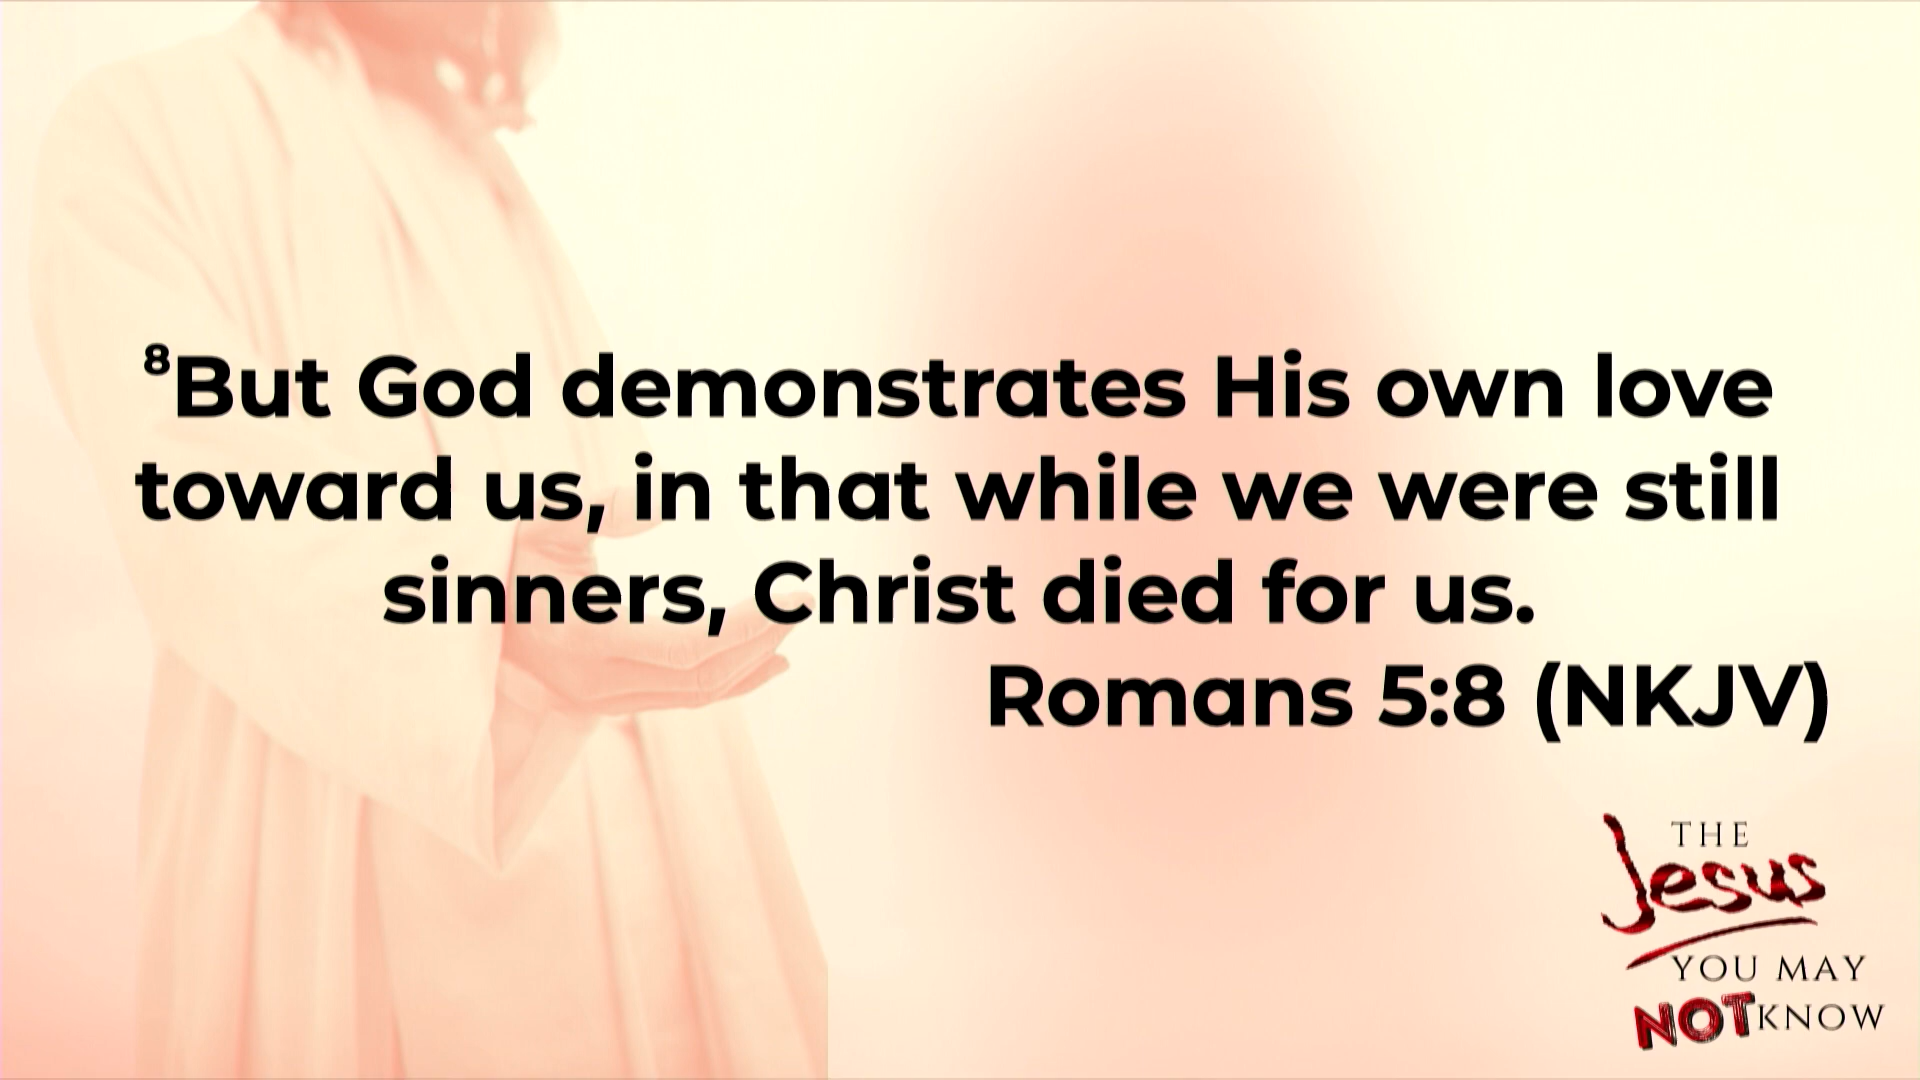 ⁸But God demonstrates His own love
toward us, in that while we were still
sinners, Christ died for us.
Romans 5:8 (NKJV)
THE
Jesus
YOU MAY
NOT KNOW